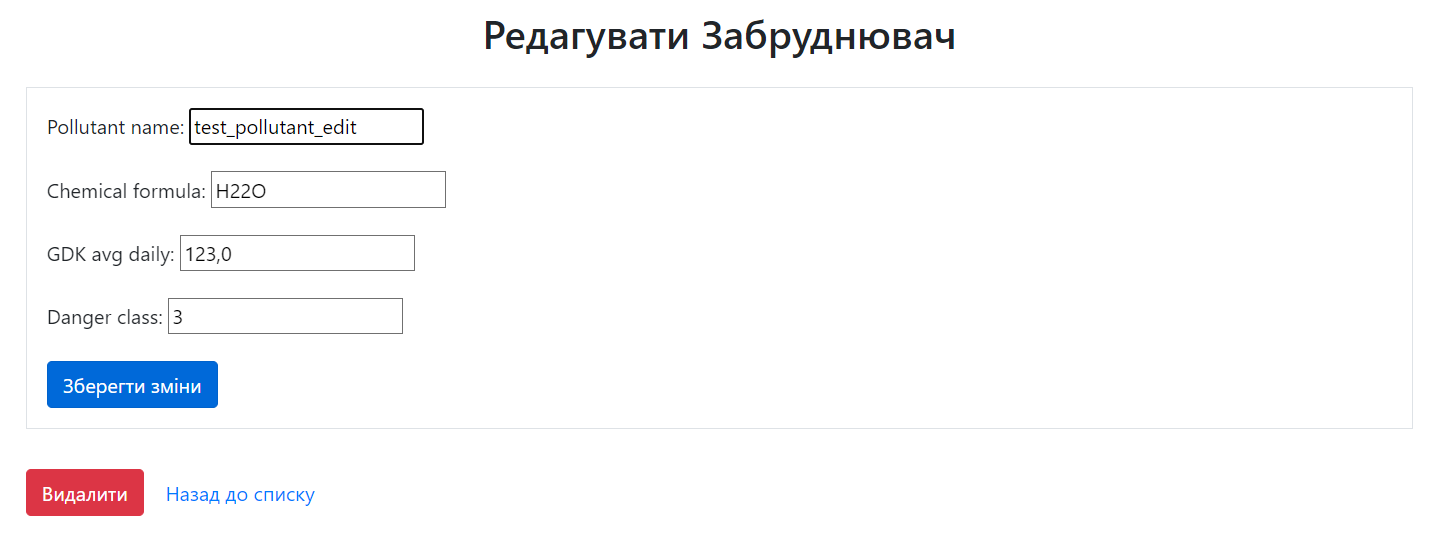 Редагувати Забруднювач
Pollutant name: test_pollutant_edit
Chemical formula: H22O
GDK avg daily: 123,0
Danger class: 3
Зберегти зміни
Видалити Назад до списку